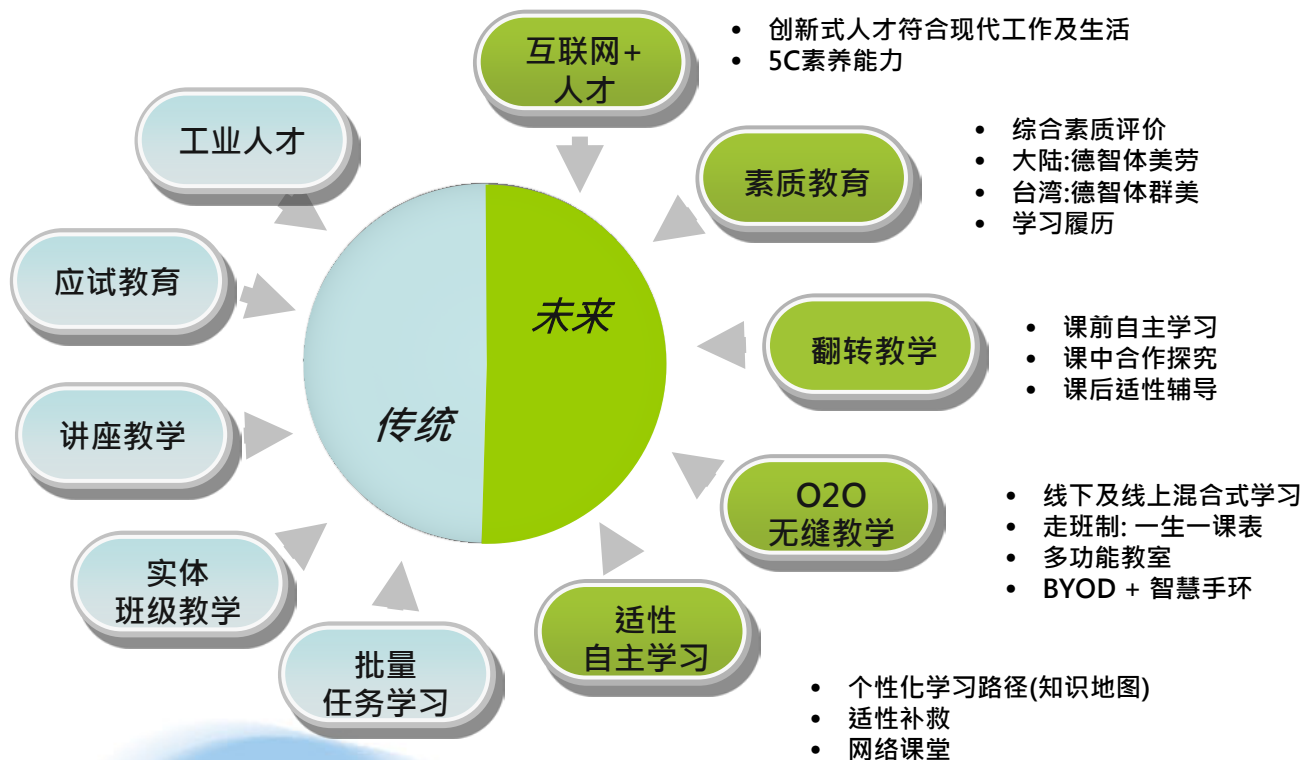 互联网+
人才
• 创新式人才符合现代工作及生活
• 5C素养能力
工业人才
素质教育
• 综合素质评价
• 大陆:德智体美劳
• 台湾:德智体群美
• 学习履历
应试教育
未来
翻转教学
• 课前自主学习
• 课中合作探究
• 课后适性辅导
讲座教学
传统
O2O
无缝教学
• 线下及线上混合式学习
• 走班制: 一生一课表
• 多功能教室
• BYOD + 智慧手环
实体
班级教学
适性
自主学习
批量
任务学习
• 个性化学习路径(知识地图)
• 适性补救
• 网络课堂